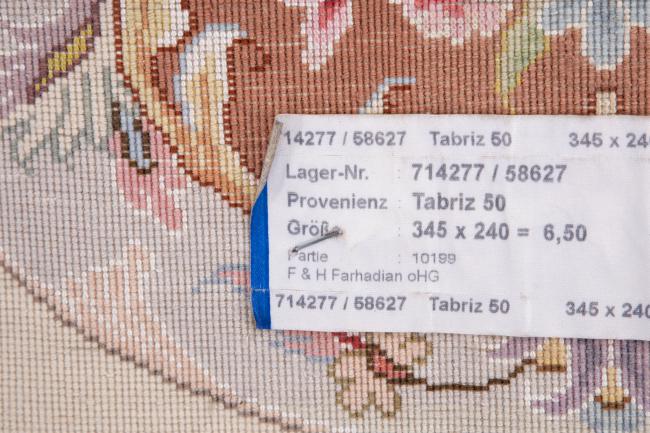 14277 / 58627 Tabriz 50 345 x 240
Lager-Nr. : 714277 / 58627
Provenienz : Tabriz 50
Größe 345 x 240 = 6,50
Partie : 10199
F & H Farhadian oHG
714277 / 58627 Tabriz 50 345 x 240